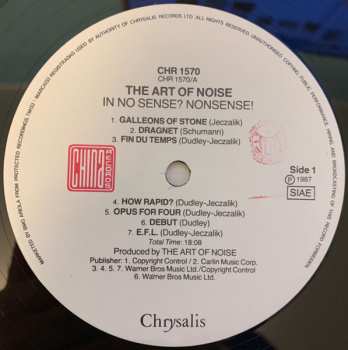 CHR 1570
CHR 1570/A
THE ART OF NOISE
IN NO SENSE? NONSENSE!
1. GALLEONS OF STONE (Jeczalik)
2. DRAGNET (Schumann)
3. FIN DU TEMPS (Dudley-Jeczalik)
CHINA
Side 1
Ⓟ 1987
SIAE
4. HOW RAPID? (Dudley-Jeczalik)
5. OPUS FOR FOUR (Dudley-Jeczalik)
6. DEBUT (Dudley)
7. E.F.L. (Dudley-Jeczalik)
Total Time: 18:08
Produced by THE ART OF NOISE
Publisher: 1. Copyright Control / 2. Carlin Music Corp.
3. 4. 5. 7. Warner Bros Music Ltd./Copyright Control
6. Warner Bros Music Ltd.
Chrysalis